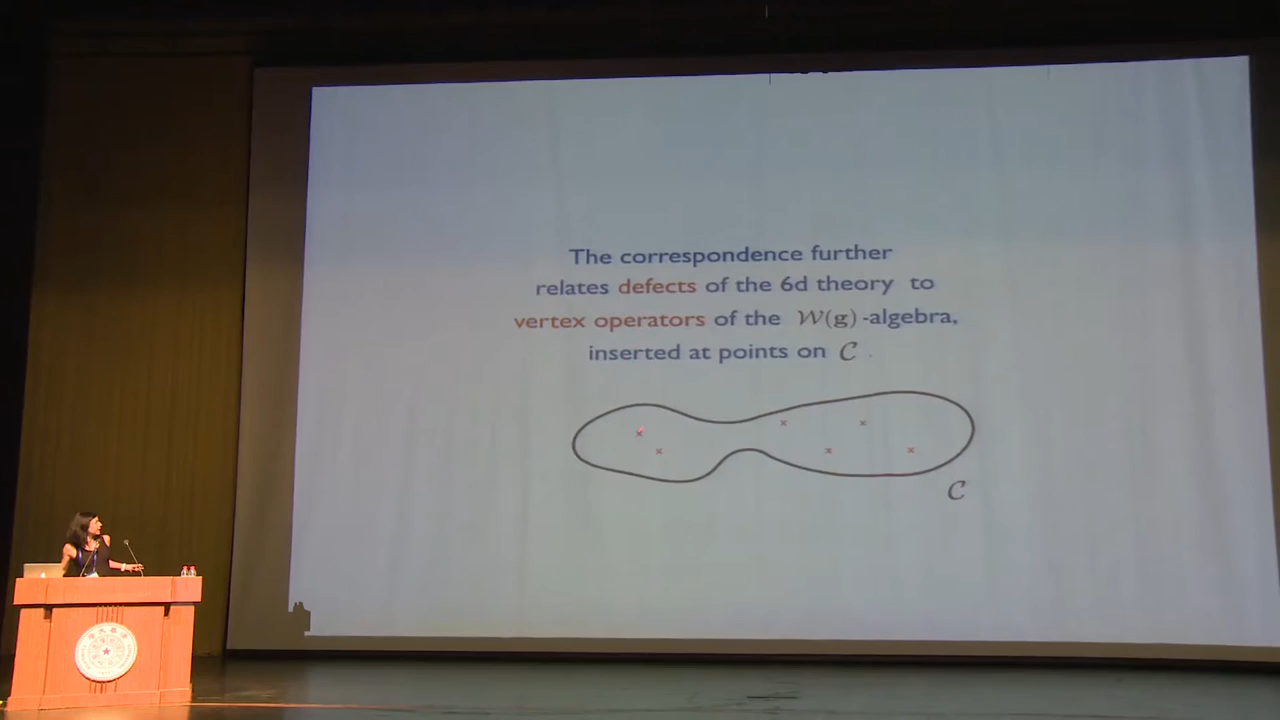 The correspondence further
relates defects of the 6d theory to
vertex operators of the 𝒲(g) -algebra,
inserted at points on 𝒞 .
× × × × × ×
𝒞